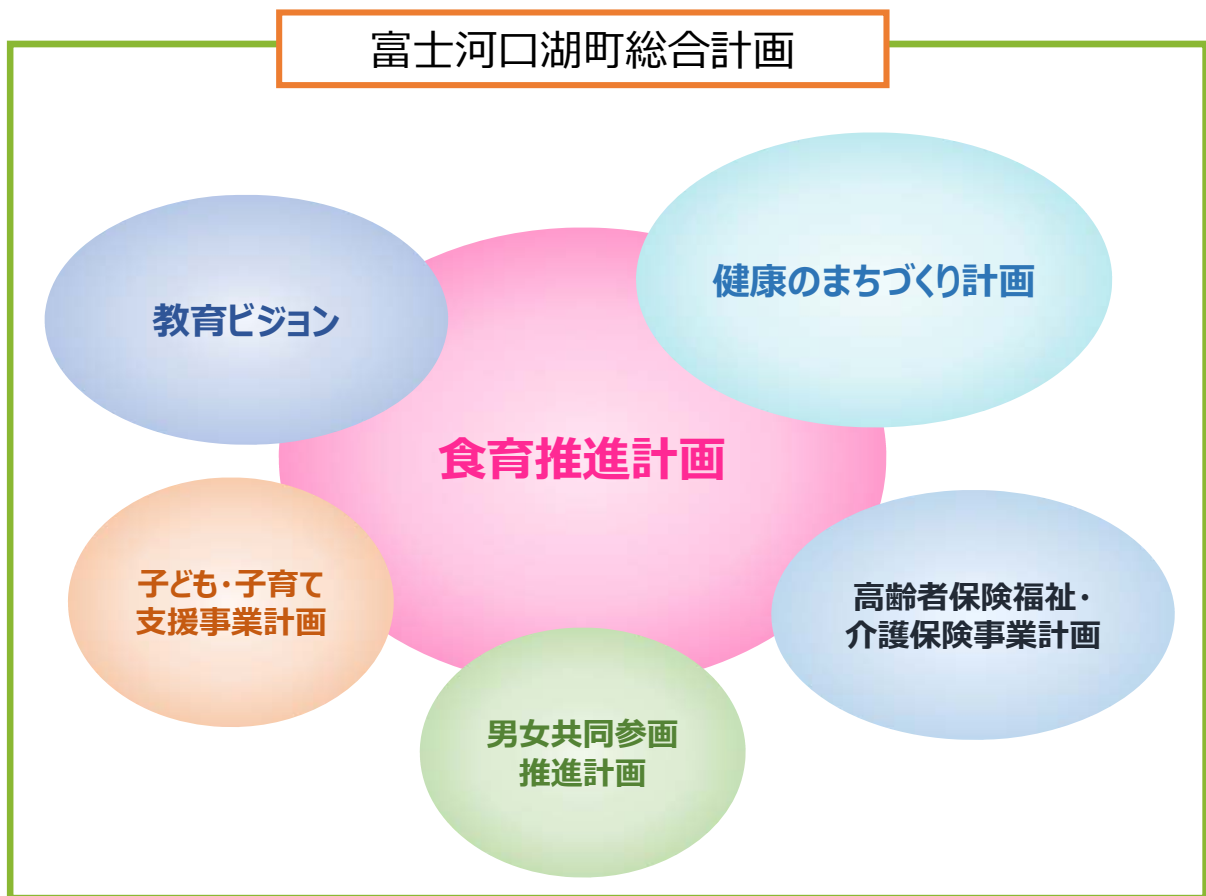 富士河口湖町総合計画
健康のまちづくり計画
教育ビジョン
食育推進計画
子ども・子育て
支援事業計画
高齢者保険福祉・
介護保険事業計画
男女共同参画
推進計画